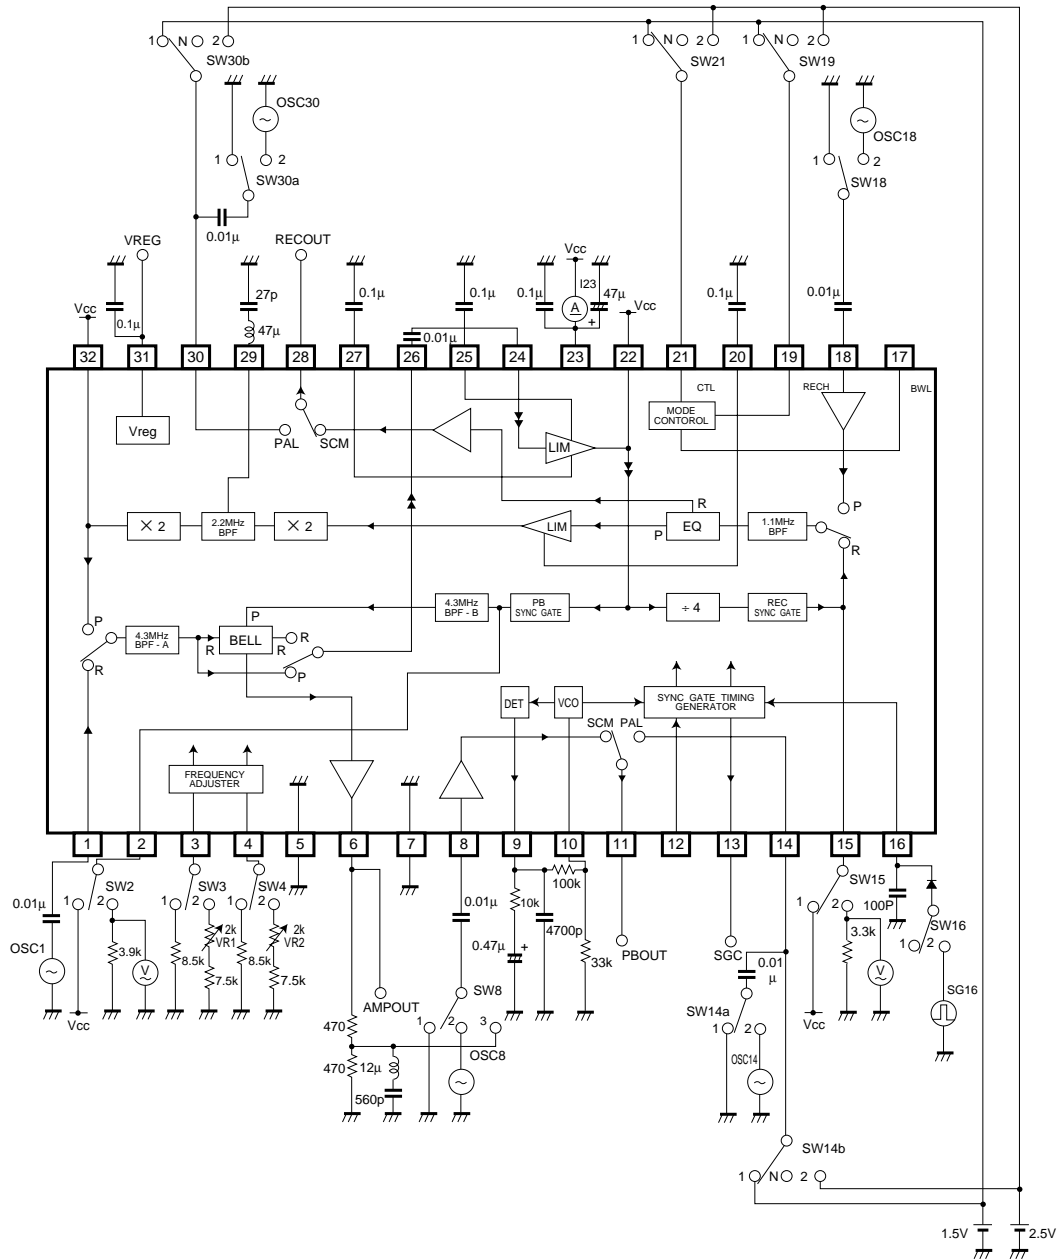 1 N 2
SW30b
1 N 2
SW21
1 N 2
SW19
OSC30
1 2
SW30a
0.01μ
OSC18
1 2
SW18
VREG
RECOUT
Vcc
0.1μ
27p
47μ
0.1μ
0.01μ
0.1μ
0.1μ
Vcc
I23
A
+
47μ
Vcc
0.1μ
0.01μ
32 31 30 29 28 27 26 25 24 23 22 21 20 19 18 17
Vreg
PAL
SCM
LIM
CTL
MODE
CONTOROL
RECH
BWL
× 2
2.2MHz
BPF
× 2
LIM
P
R
EQ
1.1MHz
BPF
P
R
P
R
4.3MHz
BPF - A
R
P
BELL
R
R
P
4.3MHz
BPF - B
PB
SYNC GATE
÷ 4
REC
SYNC GATE
DET
VCO
SYNC GATE TIMING
GENERATOR
SCM PAL
FREQUENCY
ADJUSTER
1 2 3 4 5 6 7 8 9 10 11 12 13 14 15 16
0.01μ
OSC1
SW2
1 2
3.9k
V
Vcc
SW3
1 2
8.5k
2k
VR1
7.5k
SW4
1 2
8.5k
2k
VR2
7.5k
AMPOUT
470
470
12μ
560p
0.01μ
SW8
1 2 3
OSC8
10k
0.47μ
+
4700p
100k
33k
PBOUT
SGC
0.01
μ
SW14a
1 2
OSC14
SW14b
1 N 2
SW15
1 2
3.3k
V
Vcc
100P
SW16
1 2
SG16
1.5V
2.5V